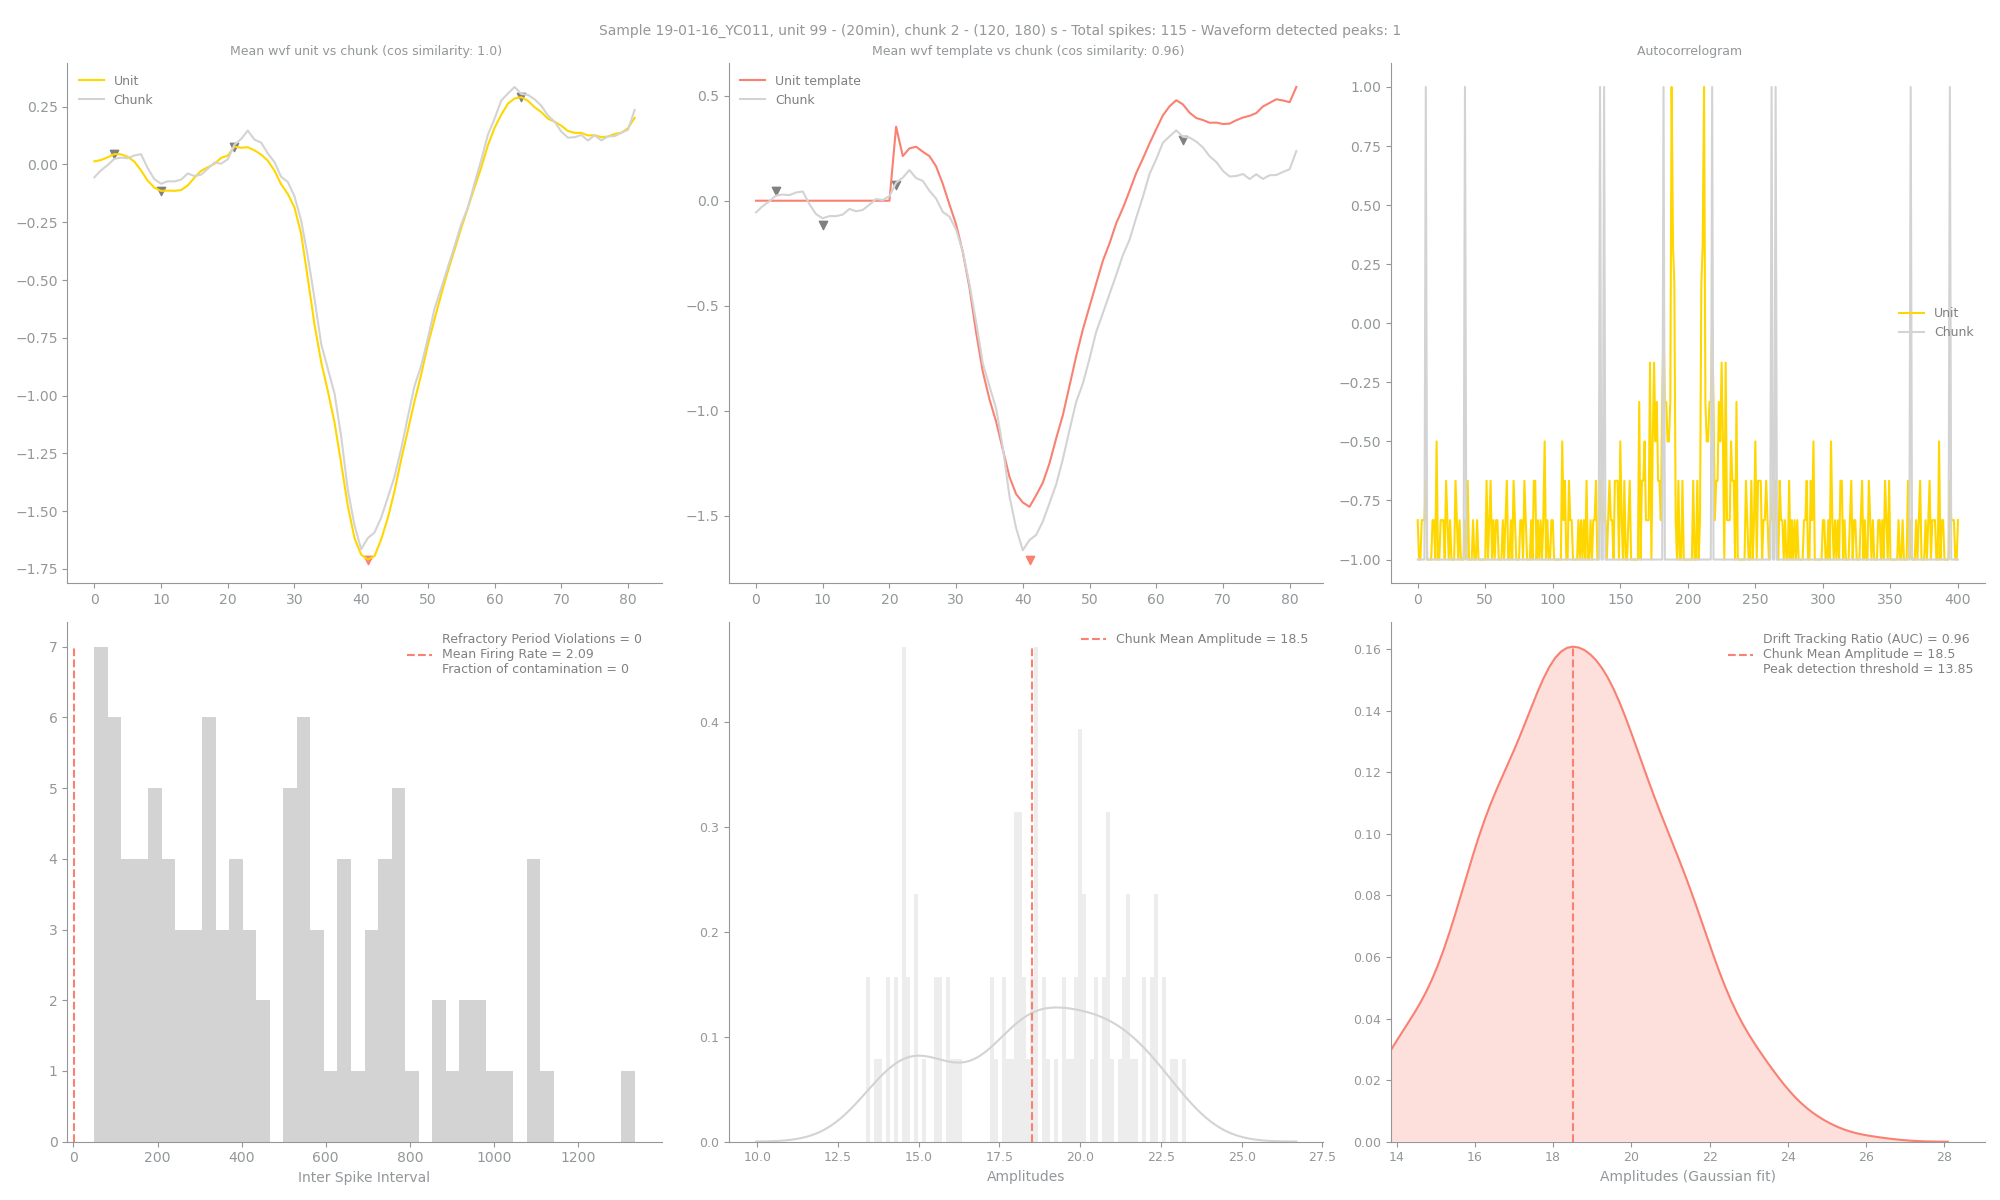 Sample 19-01-16_YC011, unit 99 - (20min), chunk 2 - (120, 180) s - Total spikes: 115 - Waveform detected peaks: 1
Mean wvf unit vs chunk (cos similarity: 1.0)
Unit
Chunk
0.25
0.00
−0.25
−0.50
−0.75
−1.00
−1.25
−1.50
−1.75
0 10 20 30 40 50 60 70 80
Mean wvf template vs chunk (cos similarity: 0.96)
Unit template
Chunk
0.5
0.0
−0.5
−1.0
−1.5
0 10 20 30 40 50 60 70 80
Autocorrelogram
Unit
Chunk
1.00
0.75
0.50
0.25
0.00
−0.25
−0.50
−0.75
−1.00
0 50 100 150 200 250 300 350 400
Refractory Period Violations = 0
Mean Firing Rate = 2.09
Fraction of contamination = 0
7
6
5
4
3
2
1
0
0 200 400 600 800 1000 1200
Inter Spike Interval
Chunk Mean Amplitude = 18.5
0.4
0.3
0.2
0.1
0.0
10.0 12.5 15.0 17.5 20.0 22.5 25.0 27.5
Amplitudes
Drift Tracking Ratio (AUC) = 0.96
Chunk Mean Amplitude = 18.5
Peak detection threshold = 13.85
0.16
0.14
0.12
0.10
0.08
0.06
0.04
0.02
0.00
14 16 18 20 22 24 26 28
Amplitudes (Gaussian fit)